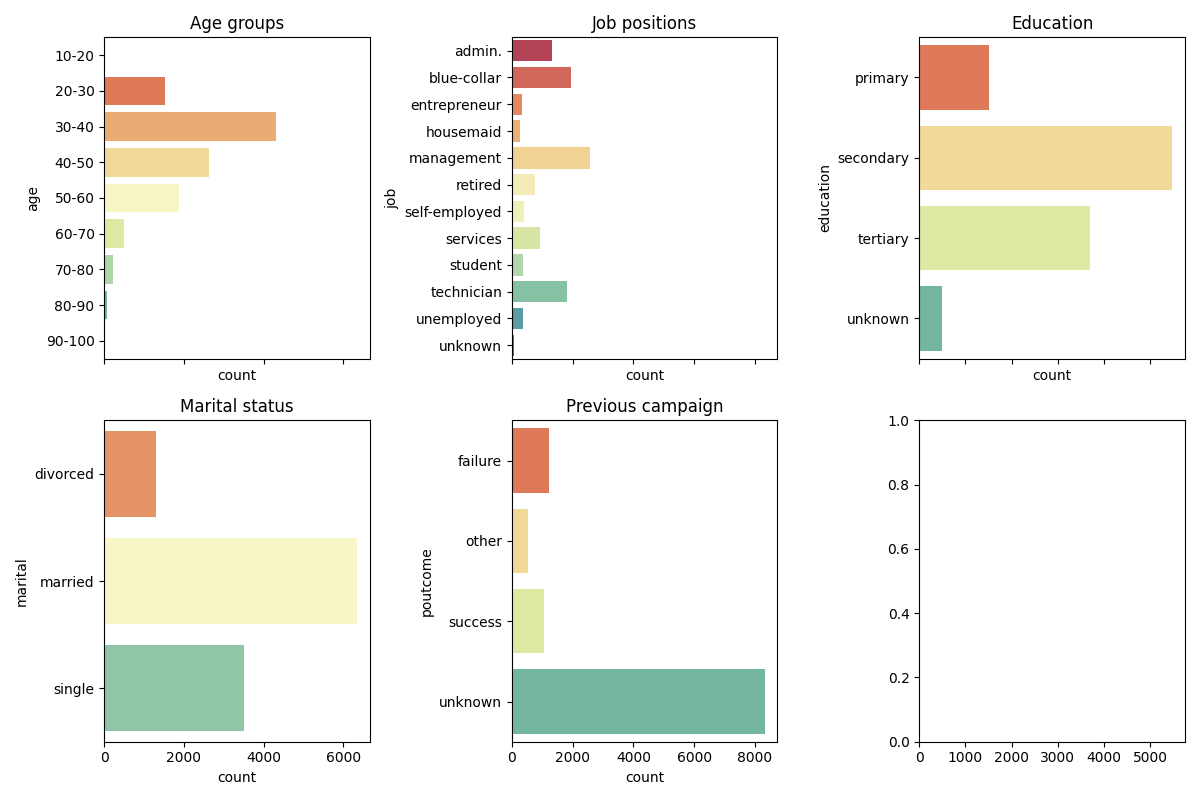 Age groups
10-20
20-30
30-40
40-50
50-60
60-70
70-80
80-90
90-100
age
count
Job positions
admin.
blue-collar
entrepreneur
housemaid
management
retired
self-employed
services
student
technician
unemployed
unknown
job
count
Education
primary
secondary
tertiary
unknown
education
count
Marital status
divorced
married
single
marital
0 2000 4000 6000
count
Previous campaign
failure
other
success
unknown
poutcome
0 2000 4000 6000 8000
count
1.0
0.8
0.6
0.4
0.2
0.0
0 1000 2000 3000 4000 5000